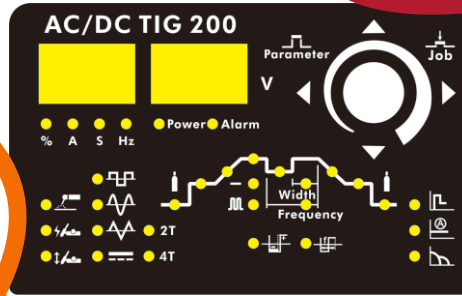 AC/DC TIG 200
Parameter
Job
V
Power Alarm
% A S Hz
Width
Frequency
2T
4T
A